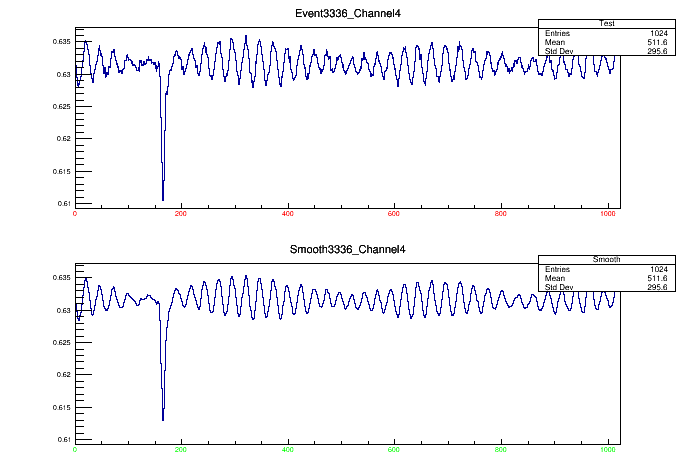 Event3336_Channel4
Test
Entries 1024
Mean 511.6
Std Dev 295.6
0.635
0.63
0.625
0.62
0.615
0.61
0 200 400 600 800 1000
Smooth3336_Channel4
Smooth
Entries 1024
Mean 511.6
Std Dev 295.6
0.635
0.63
0.625
0.62
0.615
0.61
0 200 400 600 800 1000